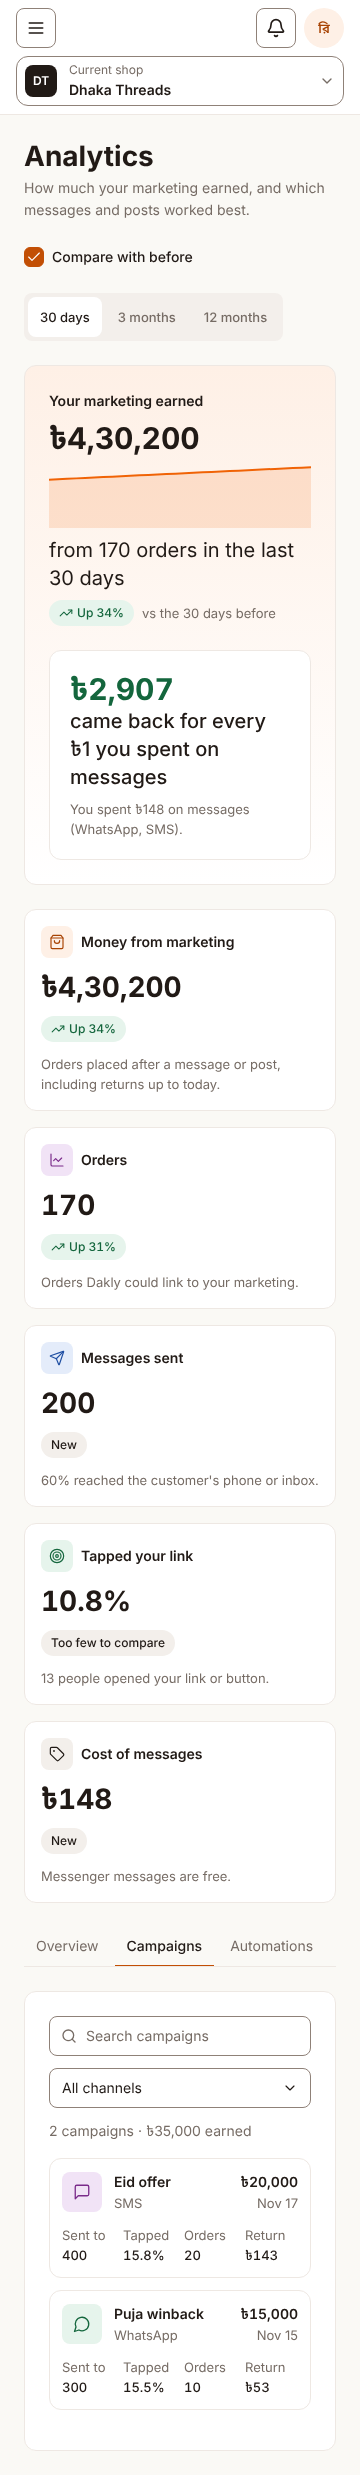 রি
DT
Current shop
Dhaka Threads
Analytics
How much your marketing earned, and which
messages and posts worked best.
Compare with before
30 days 3 months 12 months
Your marketing earned
৳4,30,200
from 170 orders in the last
30 days
Up 34% vs the 30 days before
৳2,907
came back for every
৳1 you spent on
messages
You spent ৳148 on messages
(WhatsApp, SMS).
Money from marketing
৳4,30,200
Up 34%
Orders placed after a message or post,
including returns up to today.
Orders
170
Up 31%
Orders Dakly could link to your marketing.
Messages sent
200
New
60% reached the customer's phone or inbox.
Tapped your link
10.8%
Too few to compare
13 people opened your link or button.
Cost of messages
৳148
New
Messenger messages are free.
Overview Campaigns Automations
Search campaigns
All channels
2 campaigns · ৳35,000 earned
Eid offer ৳20,000
SMS Nov 17
Sent to Tapped Orders Return
400 15.8% 20 ৳143
Puja winback ৳15,000
WhatsApp Nov 15
Sent to Tapped Orders Return
300 15.5% 10 ৳53